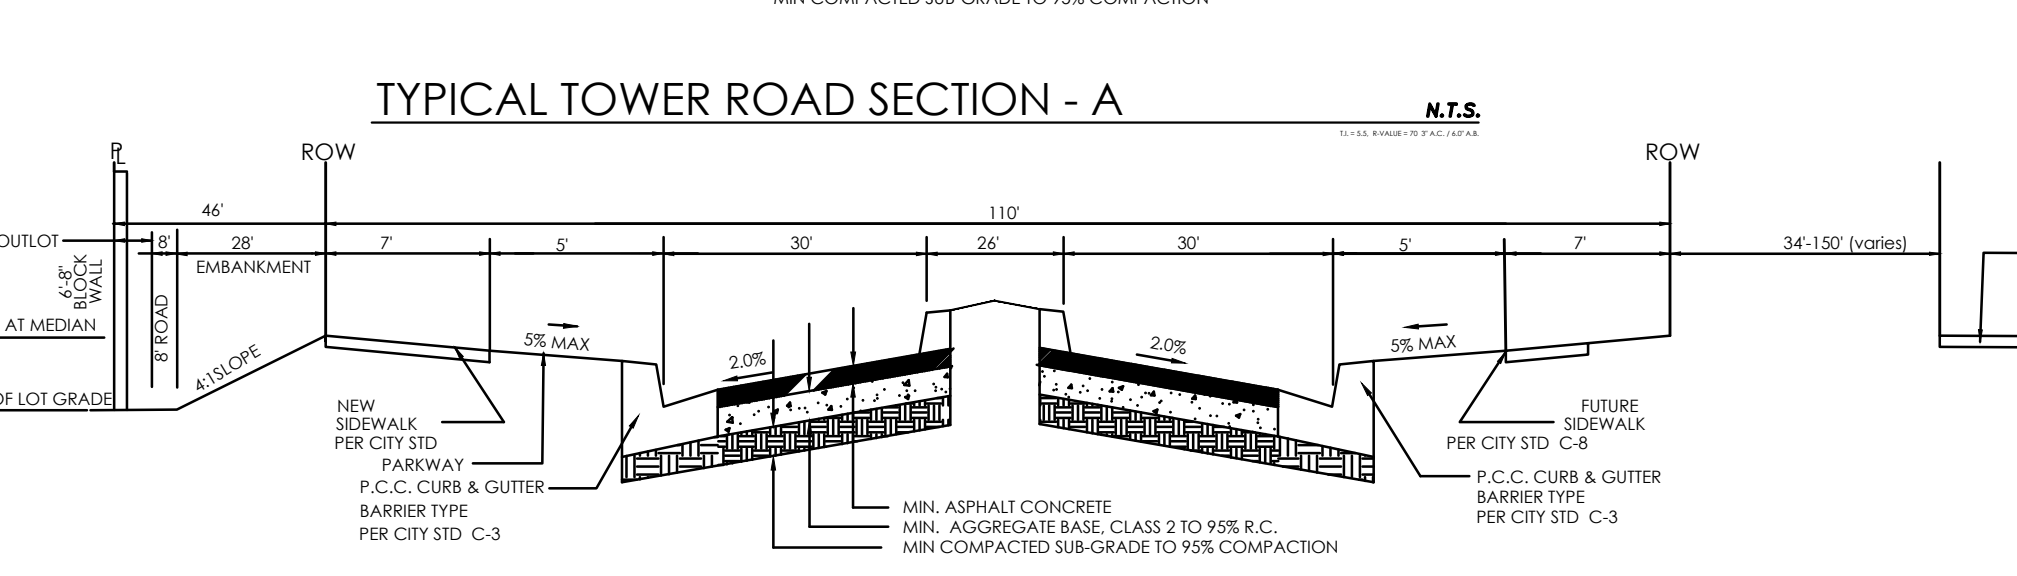 MIN COMPACTED SUB-GRADE TO 95% COMPACTION
TYPICAL TOWER ROAD SECTION - A
N.T.S.
T.I. = 5.5, R-VALUE = 70 3" A.C. / 6.0" A.B.
PL
ROW
ROW
46'
110'
OUTLOT
8'
28'
7'
5'
30'
26'
30'
5'
7'
34'-150' (varies)
EMBANKMENT
6'-8"
BLOCK
WALL
8' ROAD
AT MEDIAN
4:1SLOPE
OF LOT GRADE
5% MAX
2.0%
2.0%
5% MAX
NEW
SIDEWALK
PER CITY STD
PARKWAY
P.C.C. CURB & GUTTER
BARRIER TYPE
PER CITY STD C-3
MIN. ASPHALT CONCRETE
MIN. AGGREGATE BASE, CLASS 2 TO 95% R.C.
MIN COMPACTED SUB-GRADE TO 95% COMPACTION
FUTURE
SIDEWALK
PER CITY STD C-8
P.C.C. CURB & GUTTER
BARRIER TYPE
PER CITY STD C-3